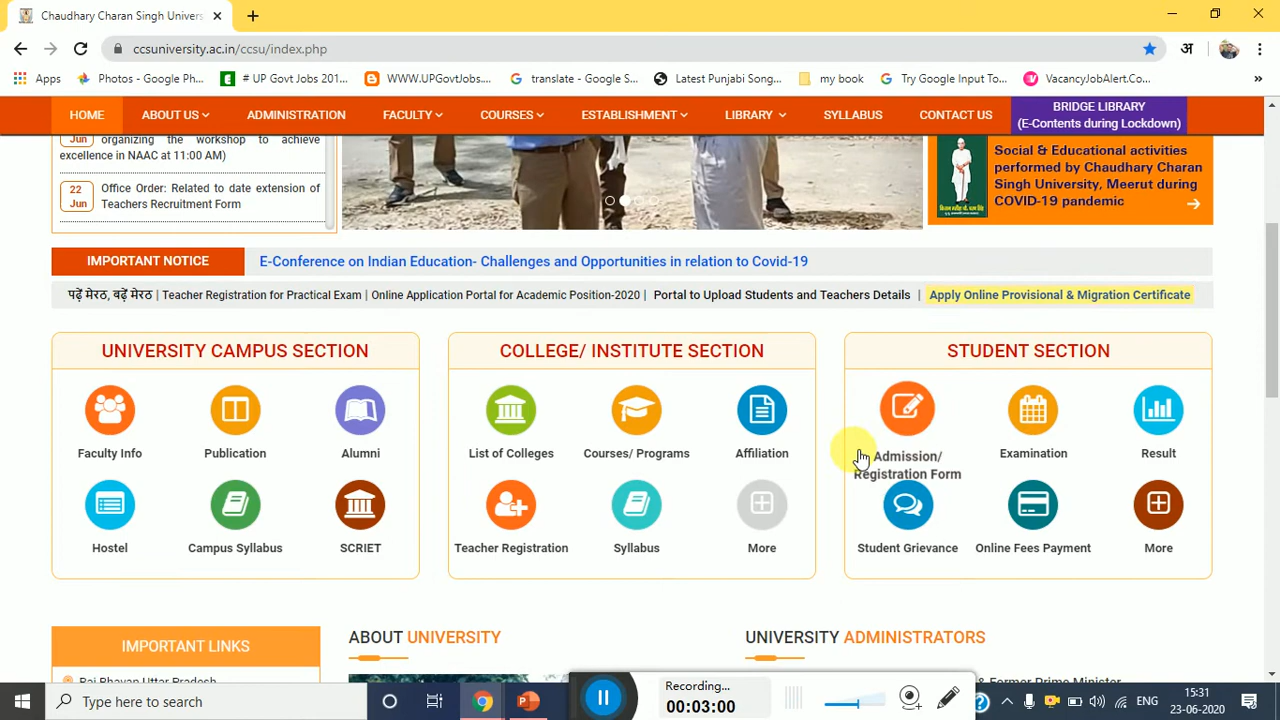 Chaudhary Charan Singh Univers
ccsuniversity.ac.in/ccsu/index.php
अ
Apps
Photos - Google Ph...
# UP Govt Jobs 201...
WWW.UPGovtJobs....
translate - Google S...
Latest Punjabi Song...
my book
Try Google Input To...
VacancyJobAlert.Co...
»
HOME
ABOUT US
ADMINISTRATION
FACULTY
COURSES
ESTABLISHMENT
LIBRARY
SYLLABUS
CONTACT US
BRIDGE LIBRARY
(E-Contents during Lockdown)
Jun
organizing the workshop to achieve
excellence in NAAC at 11:00 AM)
22
Jun
Office Order: Related to date extension of
Teachers Recruitment Form
Social & Educational activities
performed by Chaudhary Charan
Singh University, Meerut during
COVID-19 pandemic
IMPORTANT NOTICE
E-Conference on Indian Education- Challenges and Opportunities in relation to Covid-19
पढ़ें मेरठ, बढ़ें मेरठ | Teacher Registration for Practical Exam | Online Application Portal for Academic Position-2020 | Portal to Upload Students and Teachers Details | Apply Online Provisional & Migration Certificate
UNIVERSITY CAMPUS SECTION
Faculty Info
Publication
Alumni
Hostel
Campus Syllabus
SCRIET
COLLEGE/ INSTITUTE SECTION
List of Colleges
Courses/ Programs
Affiliation
Teacher Registration
Syllabus
More
STUDENT SECTION
Admission/
Registration Form
Examination
Result
Student Grievance
Online Fees Payment
More
IMPORTANT LINKS
Raj Bhavan Uttar Pradesh
ABOUT UNIVERSITY
UNIVERSITY ADMINISTRATORS
& Former Prime Minister
Type here to search
Recording...
00:03:00
ENG
15:31
23-06-2020